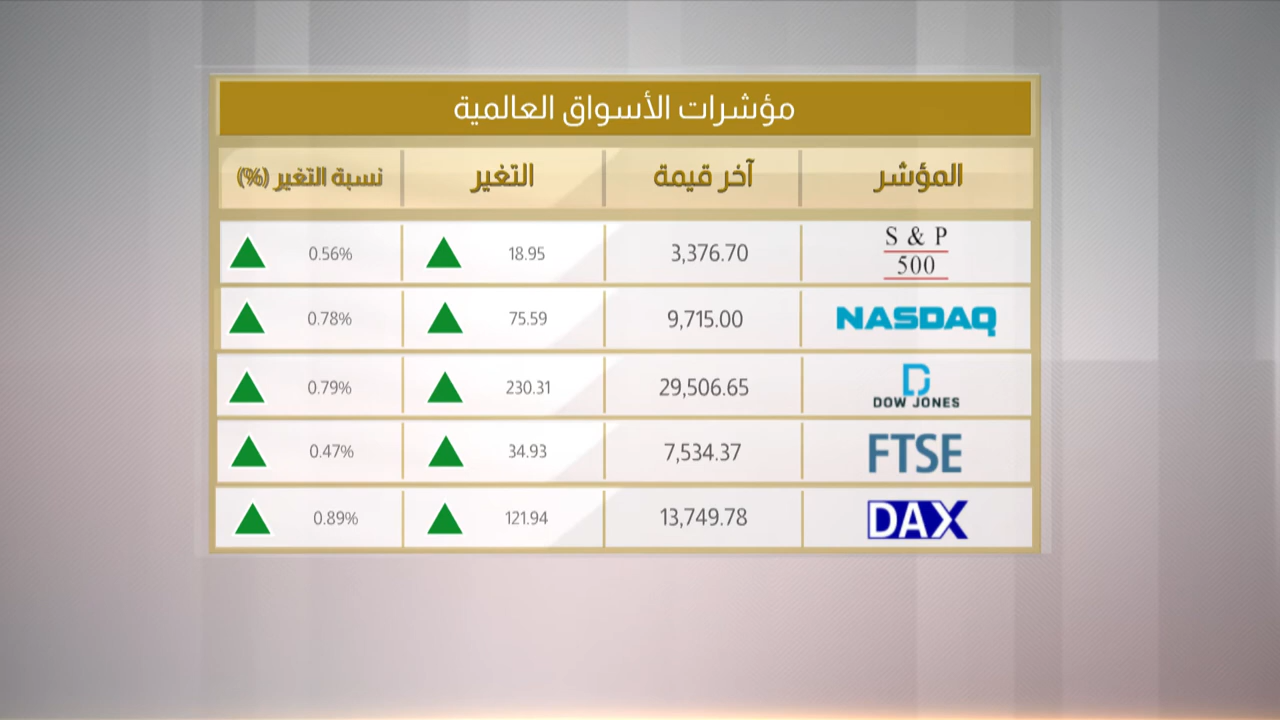 مؤشرات الأسواق العالمية
المؤشر آخر قيمة التغير نسبة التغير (%)
S & P 500 3,376.70 18.95 0.56%
NASDAQ 9,715.00 75.59 0.78%
DOW JONES 29,506.65 230.31 0.79%
FTSE 7,534.37 34.93 0.47%
DAX 13,749.78 121.94 0.89%